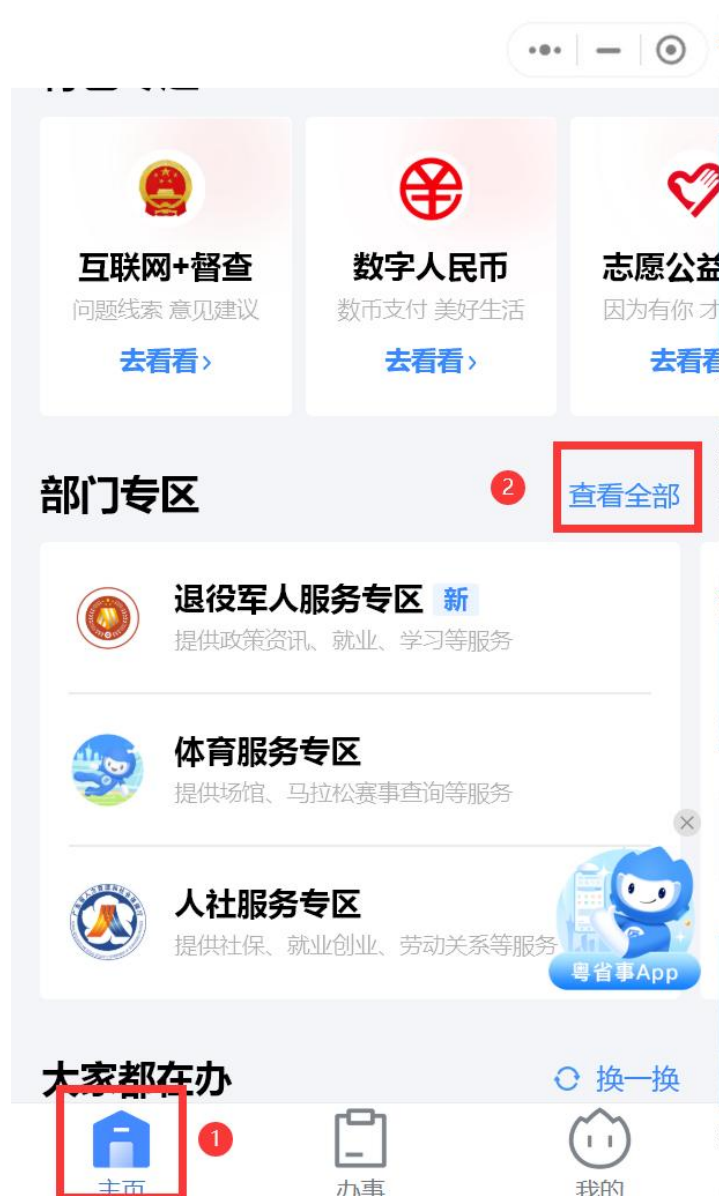 互联网+督查
数字人民币
志愿公益
问题线索 意见建议
数币支付 美好生活
因为有你 才
去看看›
去看看›
去看看
部门专区
2
查看全部
退役军人服务专区 新
提供政策资讯、就业、学习等服务
体育服务专区
提供场馆、马拉松赛事查询等服务
人社服务专区
提供社保、就业创业、劳动关系等服务
粤省事App
大家都在办
换一换
1
主页
办事
我的